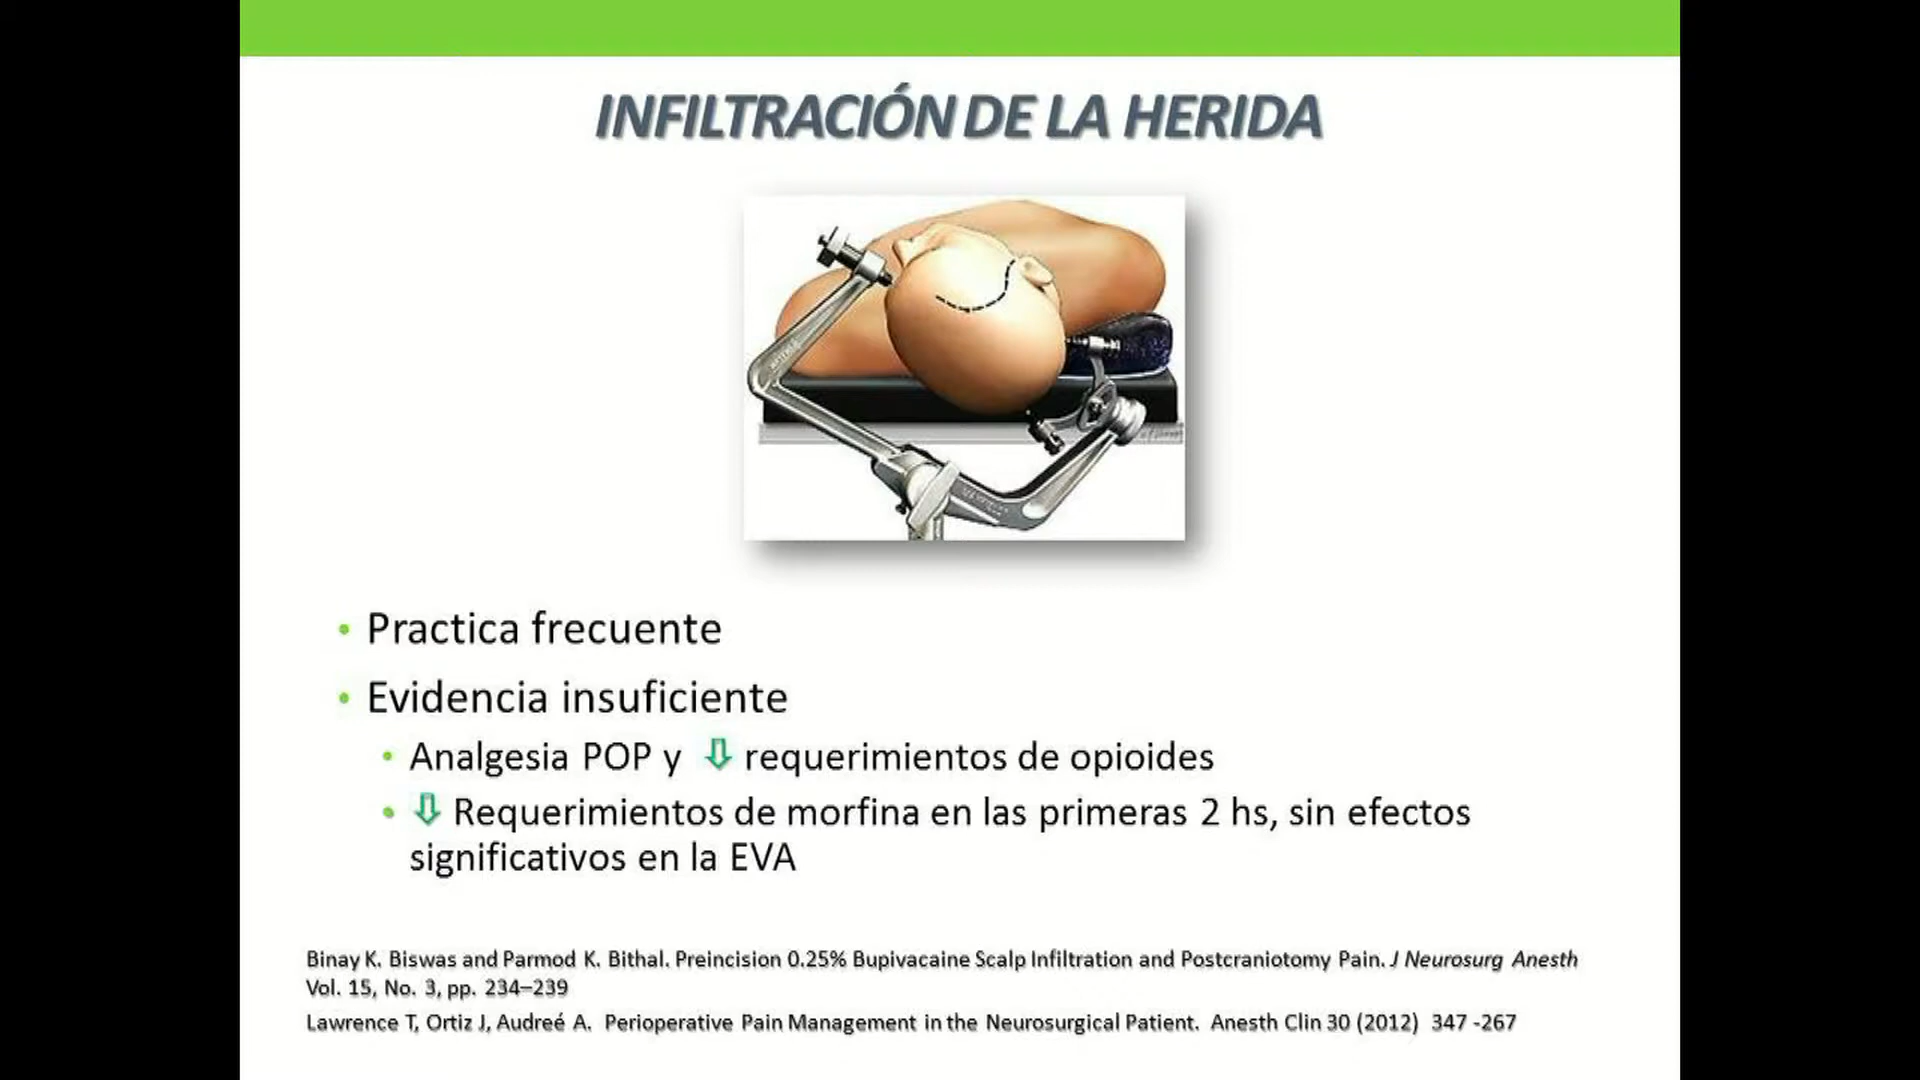 INFILTRACIÓN DE LA HERIDA
• Practica frecuente
• Evidencia insuficiente
• Analgesia POP y ⇩ requerimientos de opioides
• ⇩ Requerimientos de morfina en las primeras 2 hs, sin efectos
significativos en la EVA
Binay K. Biswas and Parmod K. Bithal. Preincision 0.25% Bupivacaine Scalp Infiltration and Postcraniotomy Pain. J Neurosurg Anesth
Vol. 15, No. 3, pp. 234–239
Lawrence T, Ortiz J, Audreé A. Perioperative Pain Management in the Neurosurgical Patient. Anesth Clin 30 (2012) 347 -267